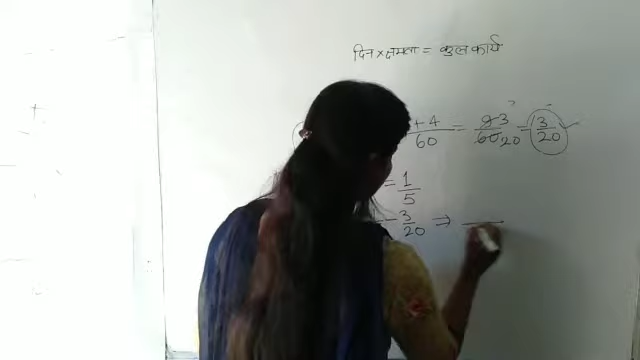 दिन × क्षमता = कुल कार्य
+ 4 / 60 = 9 3 / 60 20 = 3 / 20
= 1 / 5
3 / 20 ⇒